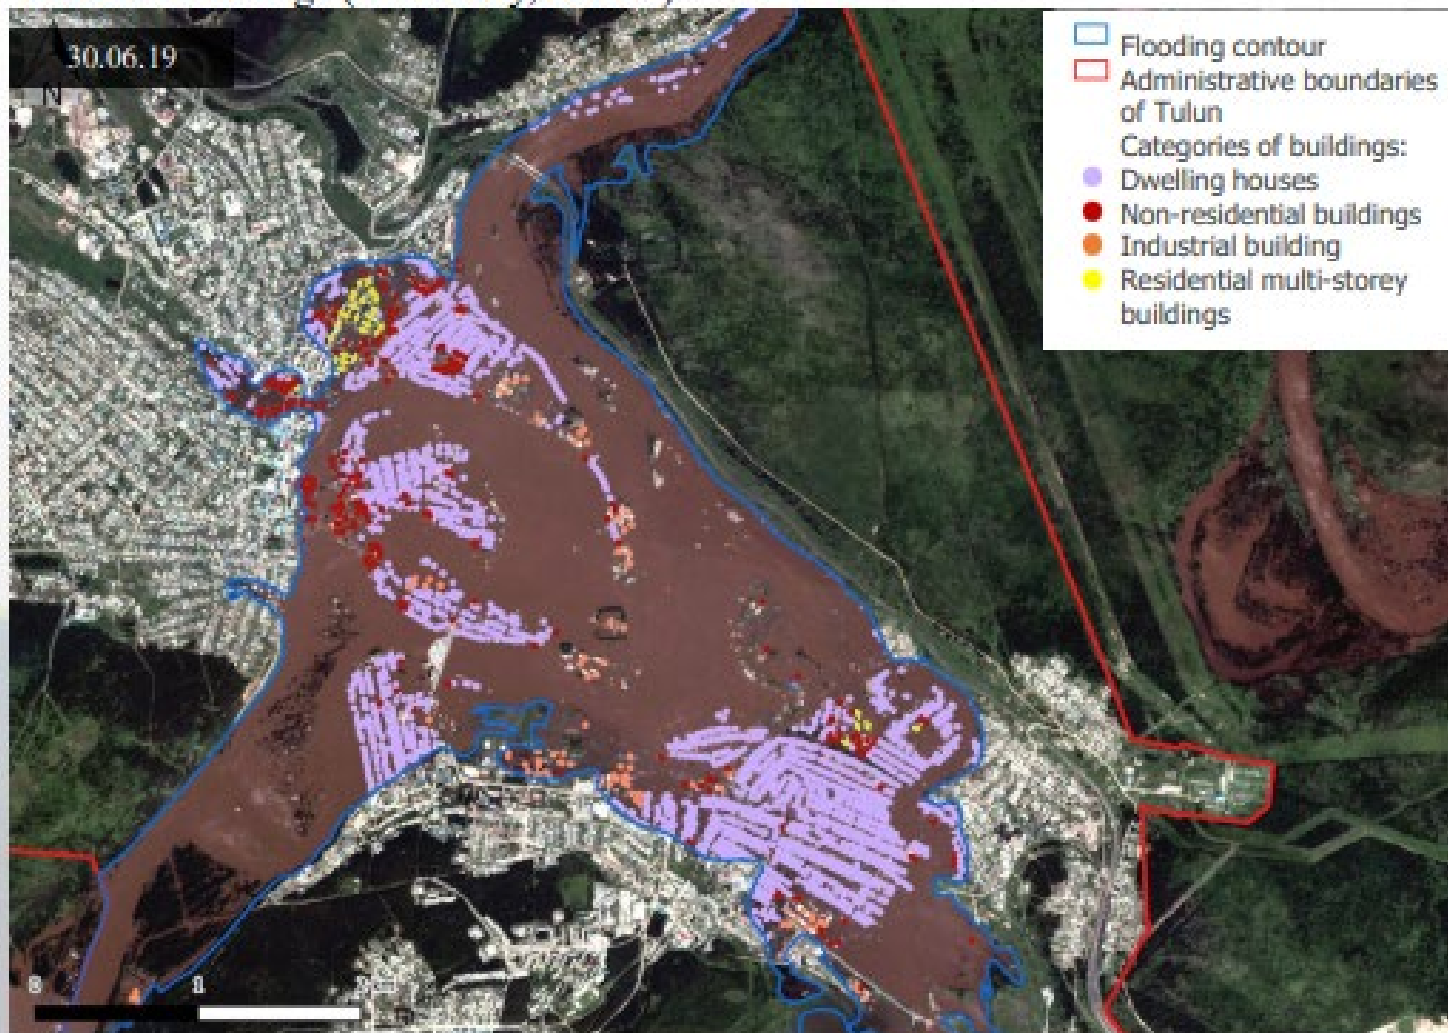 30.06.19
N
Flooding contour
Administrative boundaries
of Tulun
Categories of buildings:
Dwelling houses
Non-residential buildings
Industrial building
Residential multi-storey
buildings
0 1